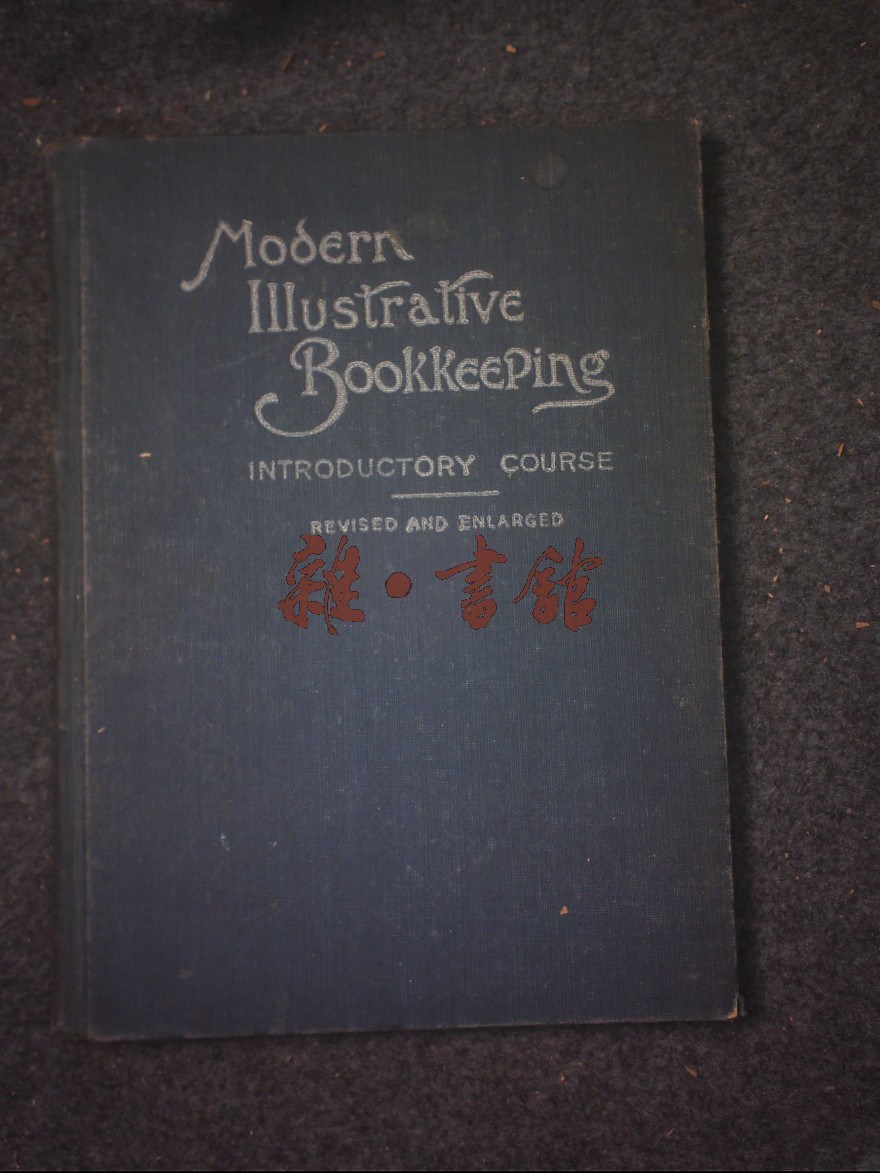 Modern
Illustrative
Bookkeeping
INTRODUCTORY COURSE
REVISED AND ENLARGED
雜·書館